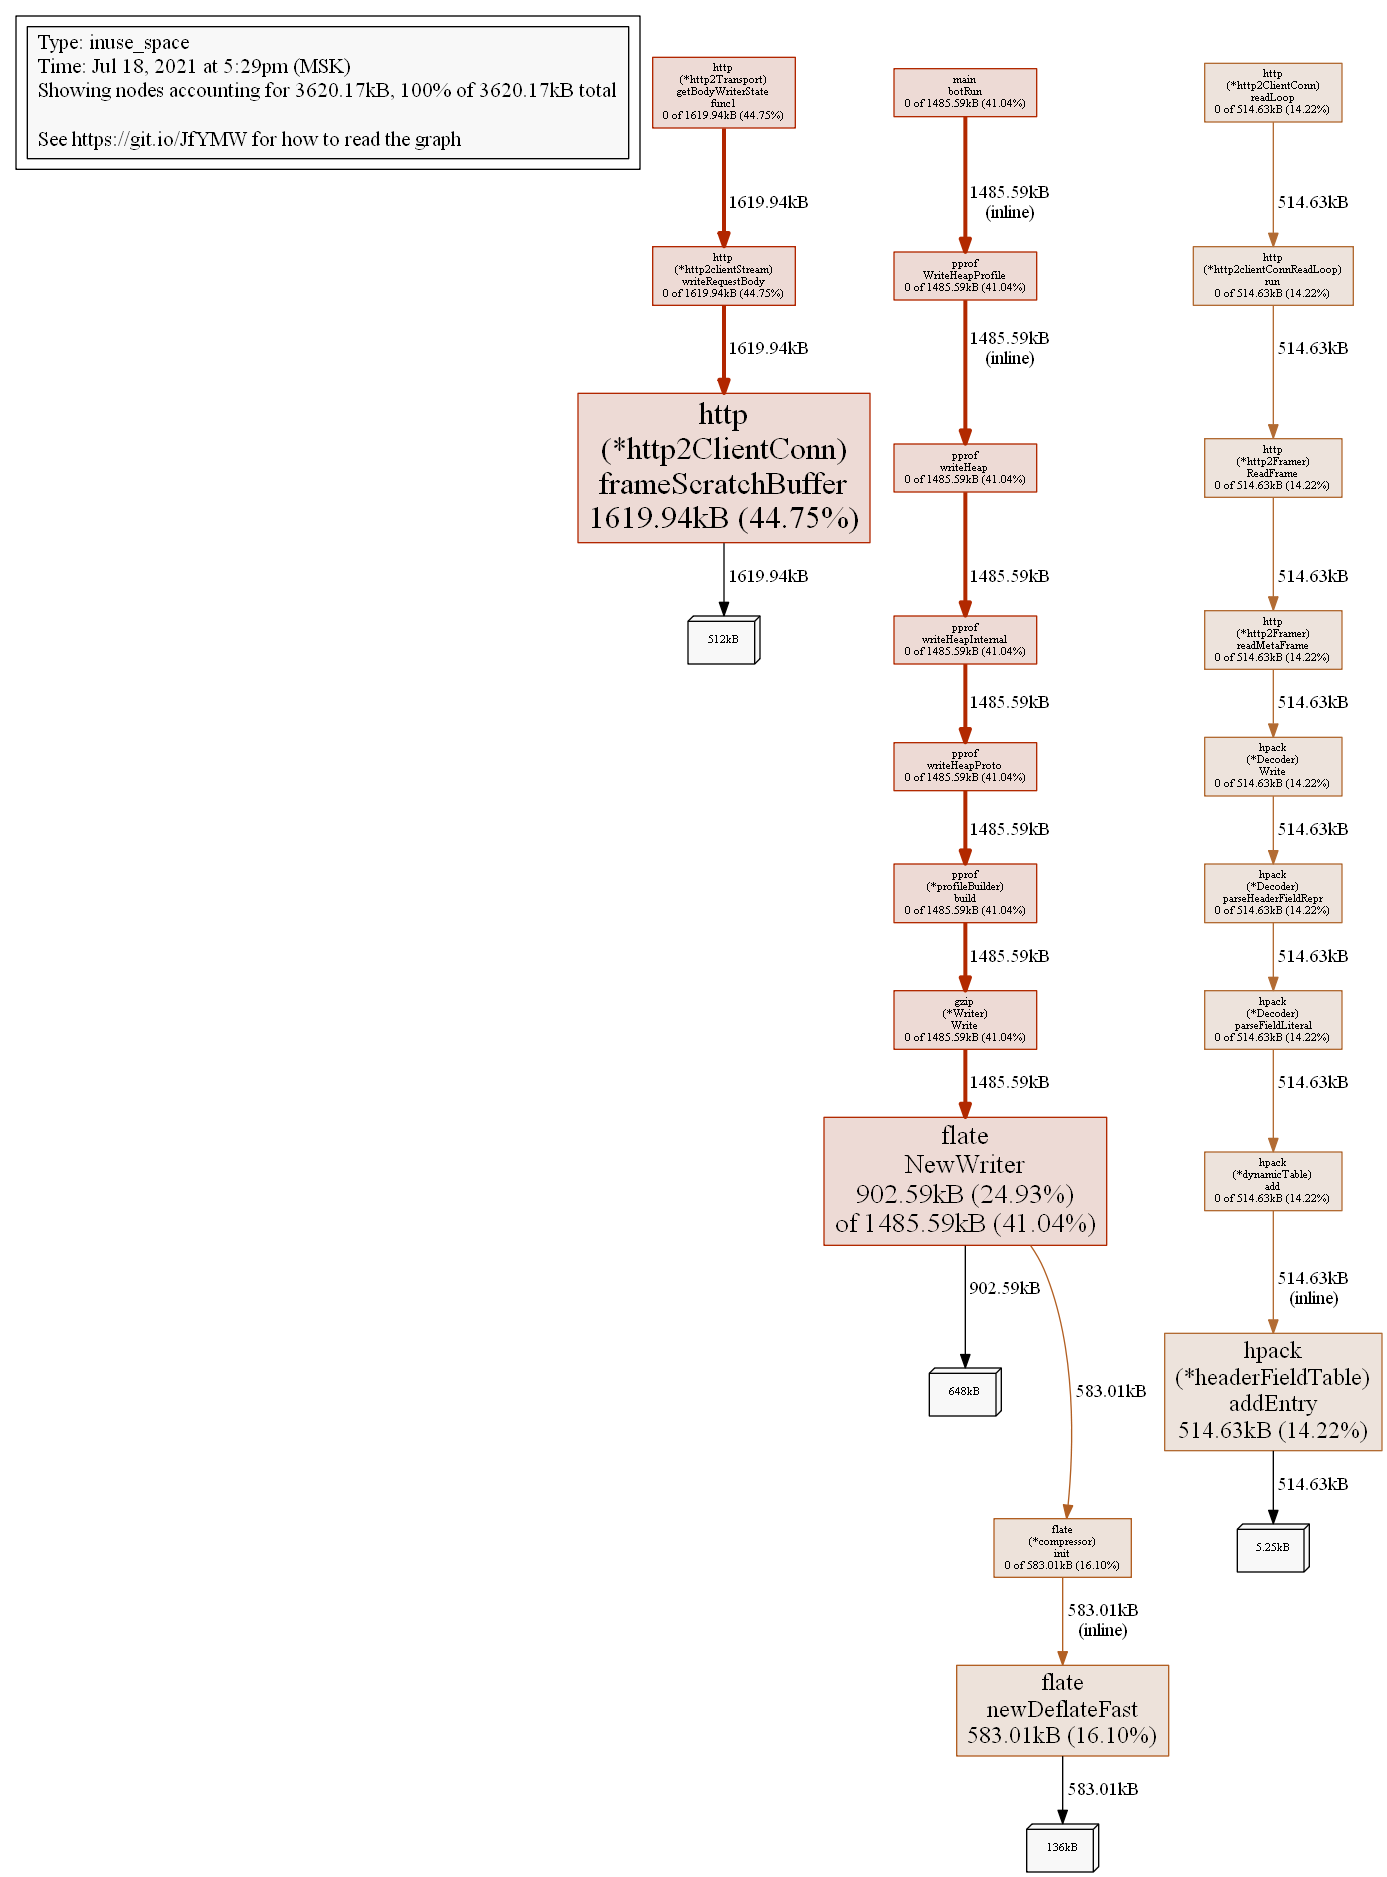 Type: inuse_space
Time: Jul 18, 2021 at 5:29pm (MSK)
Showing nodes accounting for 3620.17kB, 100% of 3620.17kB total
See https://git.io/JfYMW for how to read the graph
http
(*http2Transport)
getBodyWriterState
func1
0 of 1619.94kB (44.75%)
1619.94kB
http
(*http2clientStream)
writeRequestBody
0 of 1619.94kB (44.75%)
1619.94kB
http
(*http2ClientConn)
frameScratchBuffer
1619.94kB (44.75%)
1619.94kB
512kB
main
botRun
0 of 1485.59kB (41.04%)
1485.59kB
(inline)
pprof
WriteHeapProfile
0 of 1485.59kB (41.04%)
1485.59kB
(inline)
pprof
writeHeap
0 of 1485.59kB (41.04%)
1485.59kB
pprof
writeHeapInternal
0 of 1485.59kB (41.04%)
1485.59kB
pprof
writeHeapProto
0 of 1485.59kB (41.04%)
1485.59kB
pprof
(*profileBuilder)
build
0 of 1485.59kB (41.04%)
1485.59kB
gzip
(*Writer)
Write
0 of 1485.59kB (41.04%)
1485.59kB
flate
NewWriter
902.59kB (24.93%)
of 1485.59kB (41.04%)
902.59kB
648kB
583.01kB
flate
(*compressor)
init
0 of 583.01kB (16.10%)
583.01kB
(inline)
flate
newDeflateFast
583.01kB (16.10%)
583.01kB
136kB
http
(*http2ClientConn)
readLoop
0 of 514.63kB (14.22%)
514.63kB
http
(*http2clientConnReadLoop)
run
0 of 514.63kB (14.22%)
514.63kB
http
(*http2Framer)
ReadFrame
0 of 514.63kB (14.22%)
514.63kB
http
(*http2Framer)
readMetaFrame
0 of 514.63kB (14.22%)
514.63kB
hpack
(*Decoder)
Write
0 of 514.63kB (14.22%)
514.63kB
hpack
(*Decoder)
parseHeaderFieldRepr
0 of 514.63kB (14.22%)
514.63kB
hpack
(*Decoder)
parseFieldLiteral
0 of 514.63kB (14.22%)
514.63kB
hpack
(*dynamicTable)
add
0 of 514.63kB (14.22%)
514.63kB
(inline)
hpack
(*headerFieldTable)
addEntry
514.63kB (14.22%)
514.63kB
5.25kB